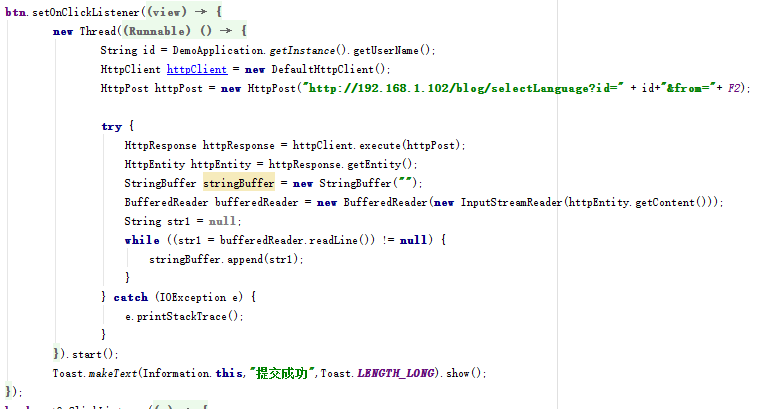 btn.setOnClickListener((view) → {
new Thread((Runnable) () → {
String id = DemoApplication.getInstance().getUserName();
HttpClient httpClient = new DefaultHttpClient();
HttpPost httpPost = new HttpPost("http://192.168.1.102/blog/selectLanguage?id=" + id+"&from="+ F2);
try {
HttpResponse httpResponse = httpClient.execute(httpPost);
HttpEntity httpEntity = httpResponse.getEntity();
StringBuffer stringBuffer = new StringBuffer("");
BufferedReader bufferedReader = new BufferedReader(new InputStreamReader(httpEntity.getContent()));
String str1 = null;
while ((str1 = bufferedReader.readLine()) != null) {
stringBuffer.append(str1);
}
} catch (IOException e) {
e.printStackTrace();
}
}).start();
Toast.makeText(Information.this,"提交成功",Toast.LENGTH_LONG).show();
});